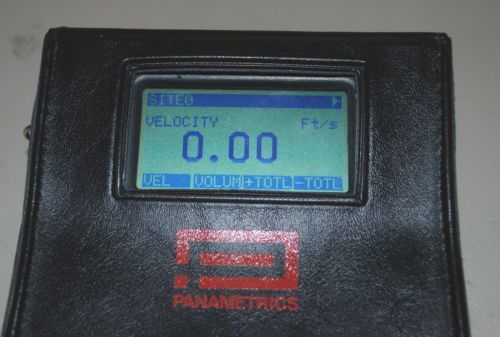 SITE0
VELOCITY Ft/s
0.00
VEL VOLUM +TOTL -TOTL
PANAMETRICS